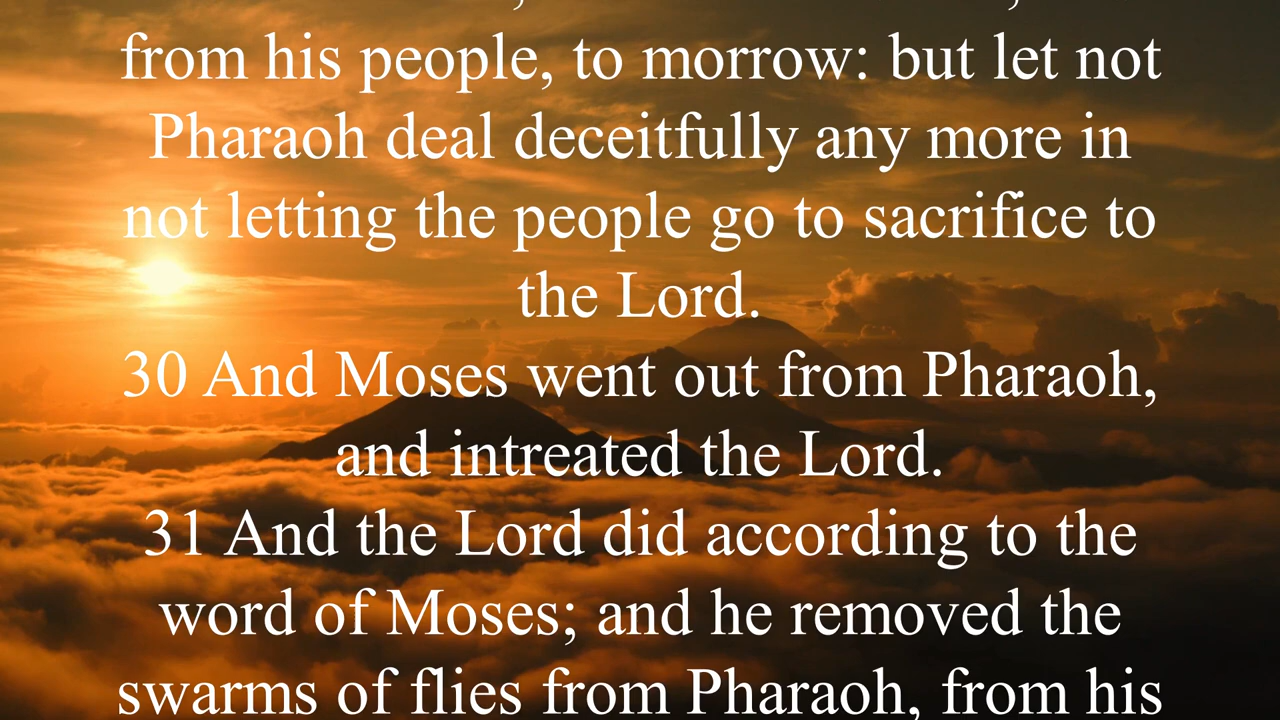 from his people, to morrow: but let not
Pharaoh deal deceitfully any more in
not letting the people go to sacrifice to
the Lord.
30 And Moses went out from Pharaoh,
and intreated the Lord.
31 And the Lord did according to the
word of Moses; and he removed the
swarms of flies from Pharaoh, from his